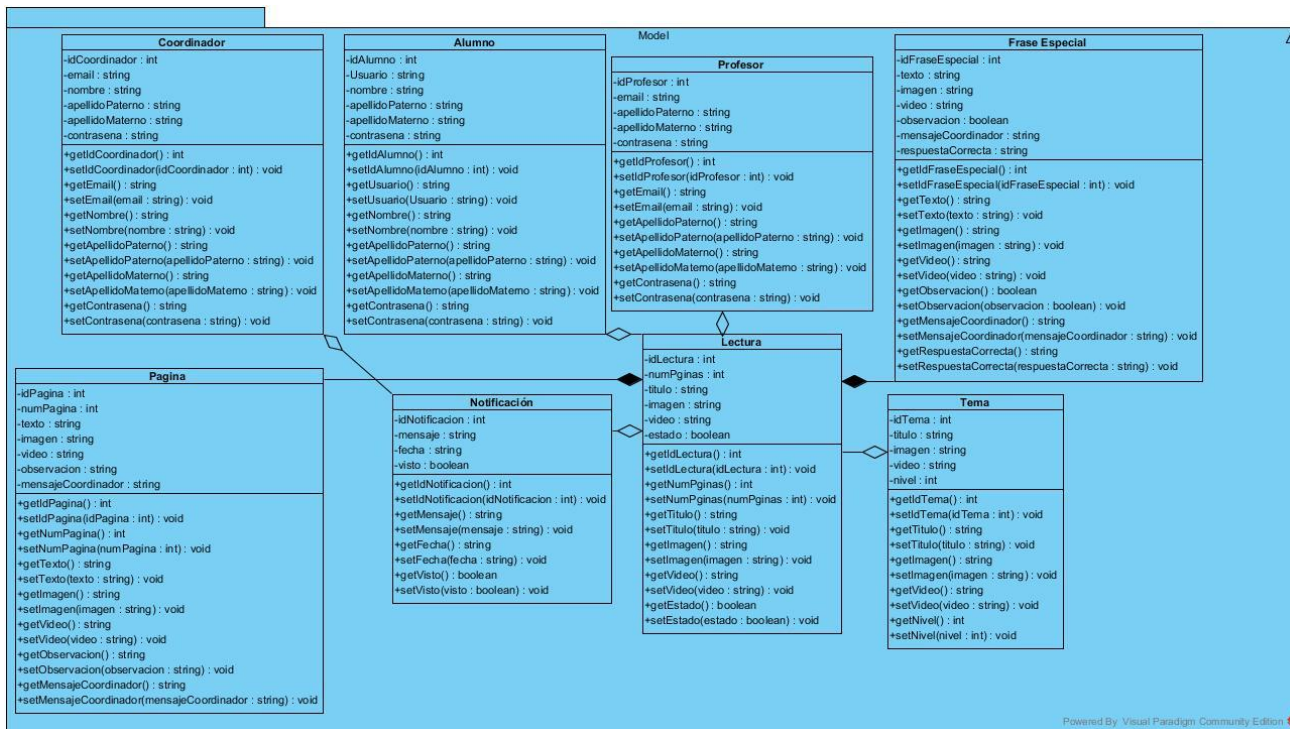 Model
Coordinador
-idCoordinador : int
-email : string
-nombre : string
-apellidoPaterno : string
-apellidoMaterno : string
-contrasena : string
+getIdCoordinador() : int
+setIdCoordinador(idCoordinador : int) : void
+getEmail() : string
+setEmail(email : string) : void
+getNombre() : string
+setNombre(nombre : string) : void
+getApellidoPaterno() : string
+setApellidoPaterno(apellidoPaterno : string) : void
+getApellidoMaterno() : string
+setApellidoMaterno(apellidoMaterno : string) : void
+getContrasena() : string
+setContrasena(contrasena : string) : void
Alumno
-idAlumno : int
-Usuario : string
-nombre : string
-apellidoPaterno : string
-apellidoMaterno : string
-contrasena : string
+getIdAlumno() : int
+setIdAlumno(idAlumno : int) : void
+getUsuario() : string
+setUsuario(Usuario : string) : void
+getNombre() : string
+setNombre(nombre : string) : void
+getApellidoPaterno() : string
+setApellidoPaterno(apellidoPaterno : string) : void
+getApellidoMaterno() : string
+setApellidoMaterno(apellidoMaterno : string) : void
+getContrasena() : string
+setContrasena(contrasena : string) : void
Profesor
-idProfesor : int
-email : string
-apellidoPaterno : string
-apellidoMaterno : string
-contrasena : string
+getIdProfesor() : int
+setIdProfesor(idProfesor : int) : void
+getEmail() : string
+setEmail(email : string) : void
+getApellidoPaterno() : string
+setApellidoPaterno(apellidoPaterno : string) : void
+getApellidoMaterno() : string
+setApellidoMaterno(apellidoMaterno : string) : void
+getContrasena() : string
+setContrasena(contrasena : string) : void
Frase Especial
-idFraseEspecial : int
-texto : string
-imagen : string
-video : string
-observacion : boolean
-mensajeCoordinador : string
-respuestaCorrecta : string
+getIdFraseEspecial() : int
+setIdFraseEspecial(idFraseEspecial : int) : void
+getTexto() : string
+setTexto(texto : string) : void
+getImagen() : string
+setImagen(imagen : string) : void
+getVideo() : string
+setVideo(video : string) : void
+getObservacion() : boolean
+setObservacion(observacion : boolean) : void
+getMensajeCoordinador() : string
+setMensajeCoordinador(mensajeCoordinador : string) : void
+getRespuestaCorrecta() : string
+setRespuestaCorrecta(respuestaCorrecta : string) : void
Pagina
-idPagina : int
-numPagina : int
-texto : string
-imagen : string
-video : string
-observacion : string
-mensajeCoordinador : string
+getIdPagina() : int
+setIdPagina(idPagina : int) : void
+getNumPagina() : int
+setNumPagina(numPagina : int) : void
+getTexto() : string
+setTexto(texto : string) : void
+getImagen() : string
+setImagen(imagen : string) : void
+getVideo() : string
+setVideo(video : string) : void
+getObservacion() : string
+setObservacion(observacion : string) : void
+getMensajeCoordinador() : string
+setMensajeCoordinador(mensajeCoordinador : string) : void
Notificación
-idNotificacion : int
-mensaje : string
-fecha : string
-visto : boolean
+getIdNotificacion() : int
+setIdNotificacion(idNotificacion : int) : void
+getMensaje() : string
+setMensaje(mensaje : string) : void
+getFecha() : string
+setFecha(fecha : string) : void
+getVisto() : boolean
+setVisto(visto : boolean) : void
Lectura
-idLectura : int
-numPginas : int
-titulo : string
-imagen : string
-video : string
-estado : boolean
+getIdLectura() : int
+setIdLectura(idLectura : int) : void
+getNumPginas() : int
+setNumPginas(numPginas : int) : void
+getTitulo() : string
+setTitulo(titulo : string) : void
+getImagen() : string
+setImagen(imagen : string) : void
+getVideo() : string
+setVideo(video : string) : void
+getEstado() : boolean
+setEstado(estado : boolean) : void
Tema
-idTema : int
-titulo : string
-imagen : string
-video : string
-nivel : int
+getIdTema() : int
+setIdTema(idTema : int) : void
+getTitulo() : string
+setTitulo(titulo : string) : void
+getImagen() : string
+setImagen(imagen : string) : void
+getVideo() : string
+setVideo(video : string) : void
+getNivel() : int
+setNivel(nivel : int) : void
Powered By Visual Paradigm Community Edition